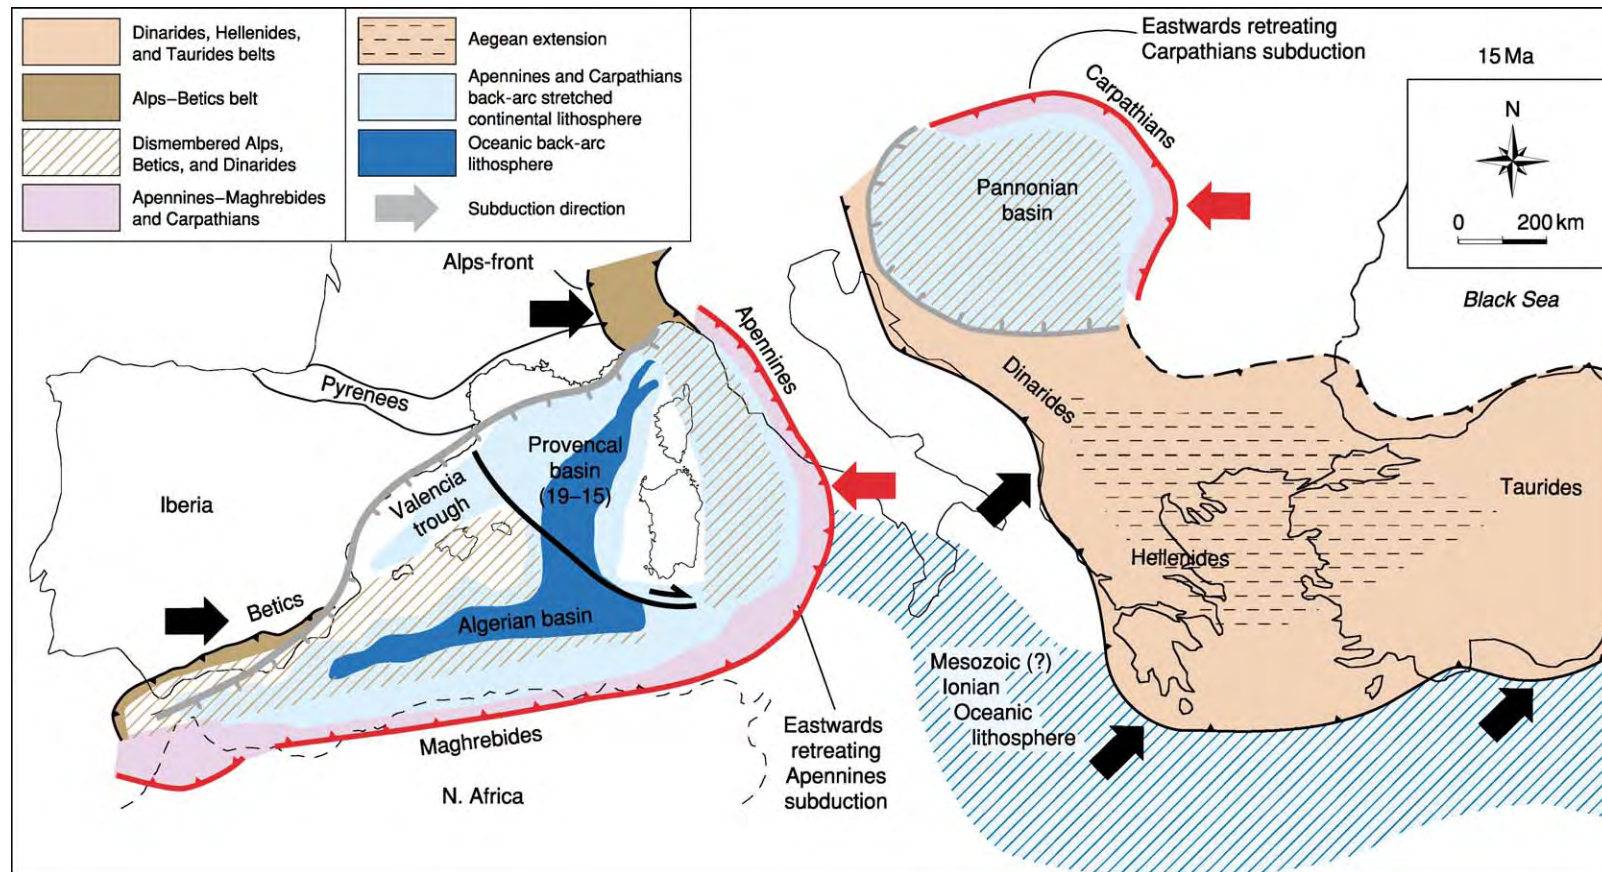 Dinarides, Hellenides,
and Taurides belts
Alps–Betics belt
Dismembered Alps,
Betics, and Dinarides
Apennines–Maghrebides
and Carpathians
Aegean extension
Apennines and Carpathians
back-arc stretched
continental lithosphere
Oceanic back-arc
lithosphere
Subduction direction
Eastwards retreating
Carpathians subduction
15 Ma
N
0
200 km
Black Sea
Carpathians
Pannonian
basin
Alps-front
Apennines
Pyrenees
Dinarides
Provencal
basin
(19–15)
Iberia
Valencia
trough
Taurides
Hellenides
Betics
Algerian basin
Mesozoic (?)
Ionian
Oceanic
lithosphere
Maghrebides
Eastwards
retreating
Apennines
subduction
N. Africa